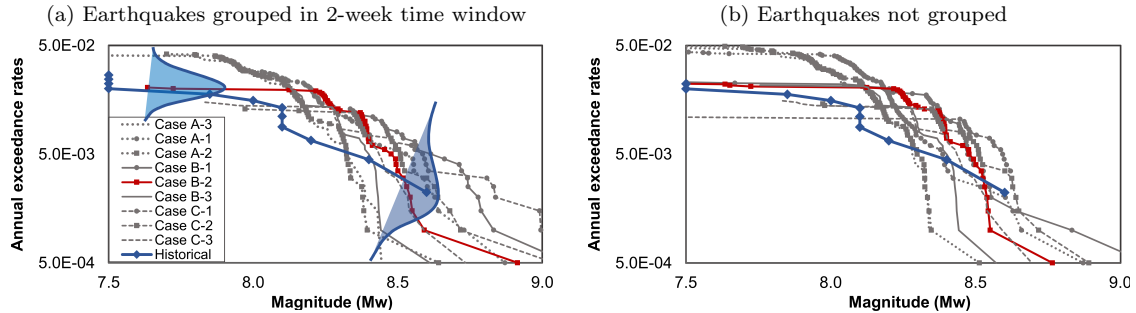 (a) Earthquakes grouped in 2-week time window
5.0E-02
5.0E-03
5.0E-04
Annual exceedance rates
Case A-3
Case A-1
Case A-2
Case B-1
Case B-2
Case B-3
Case C-1
Case C-2
Case C-3
Historical
7.5
8.0
8.5
9.0
Magnitude (Mw)
(b) Earthquakes not grouped
5.0E-02
5.0E-03
5.0E-04
Annual exceedance rates
7.5
8.0
8.5
9.0
Magnitude (Mw)